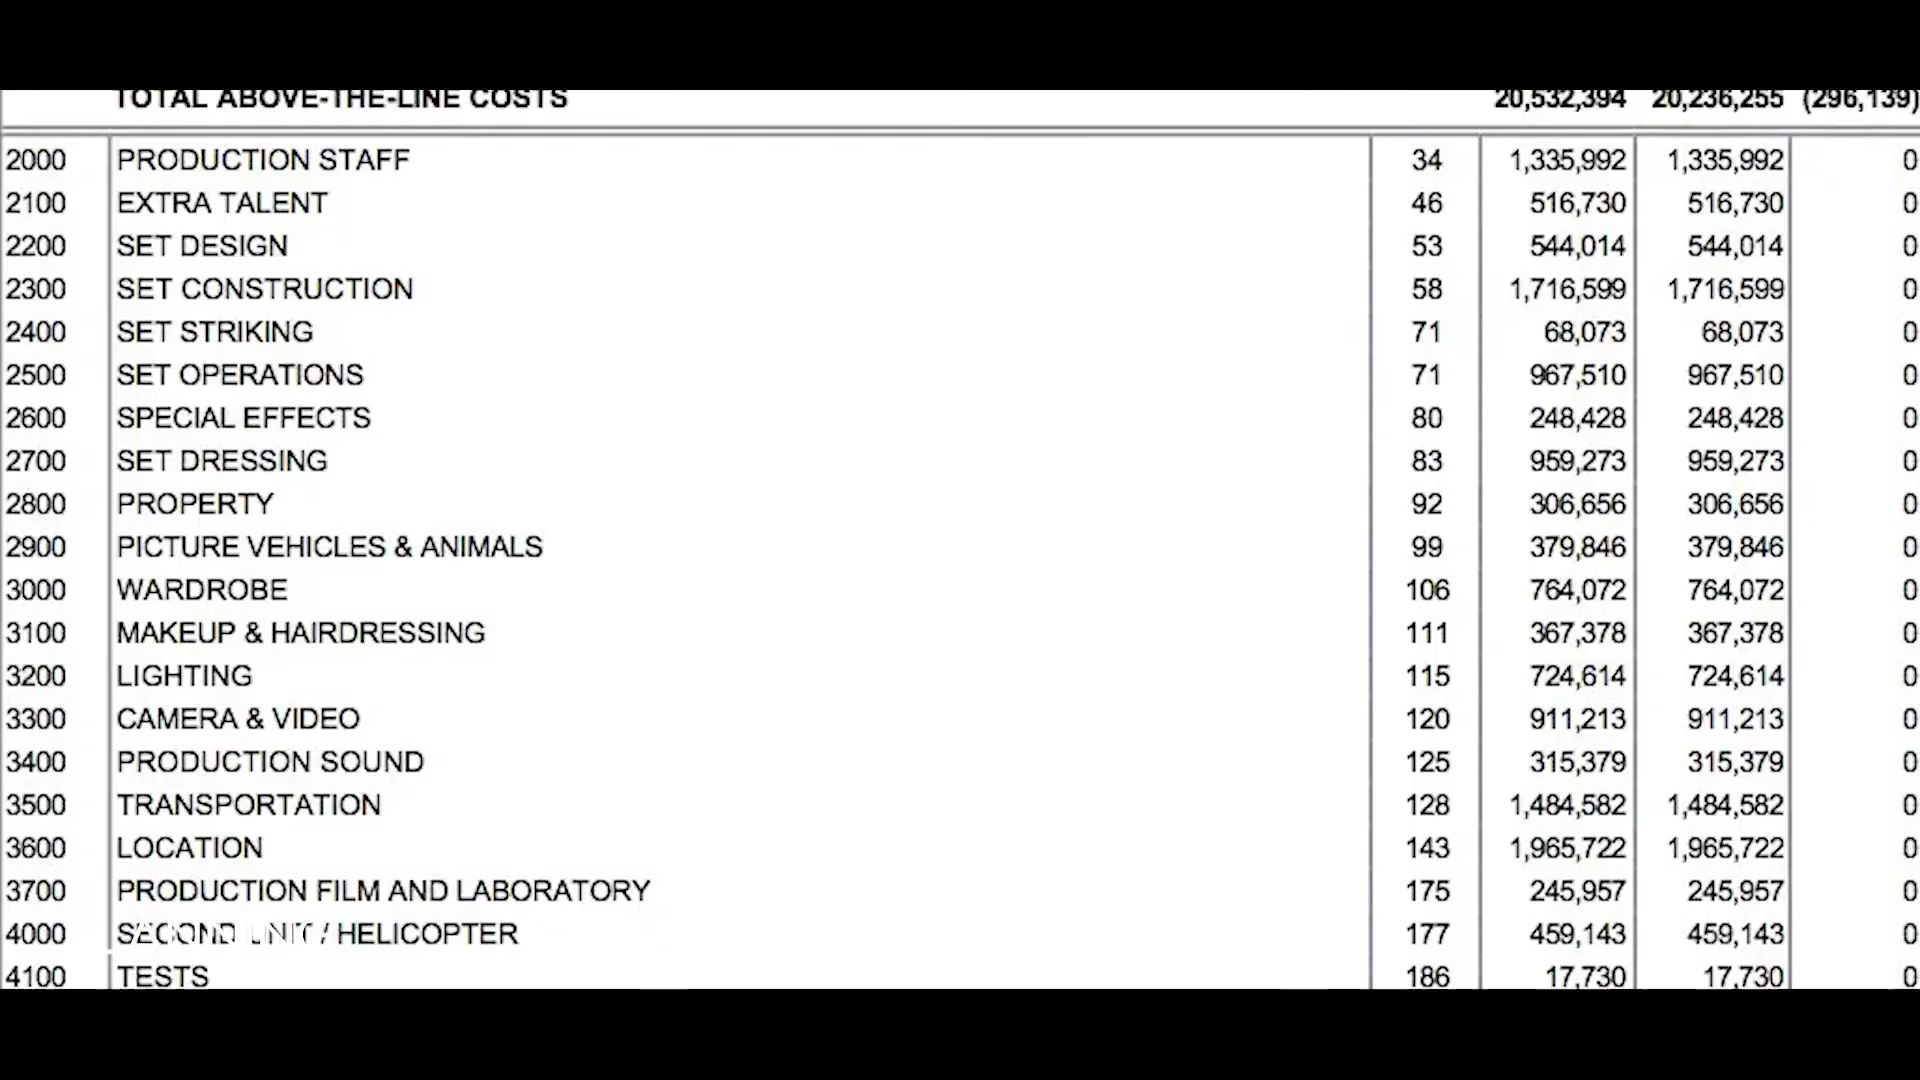 TOTAL ABOVE-THE-LINE COSTS 20,532,394 20,236,255 (296,139)
2000 PRODUCTION STAFF 34 1,335,992 1,335,992 0
2100 EXTRA TALENT 46 516,730 516,730 0
2200 SET DESIGN 53 544,014 544,014 0
2300 SET CONSTRUCTION 58 1,716,599 1,716,599 0
2400 SET STRIKING 71 68,073 68,073 0
2500 SET OPERATIONS 71 967,510 967,510 0
2600 SPECIAL EFFECTS 80 248,428 248,428 0
2700 SET DRESSING 83 959,273 959,273 0
2800 PROPERTY 92 306,656 306,656 0
2900 PICTURE VEHICLES & ANIMALS 99 379,846 379,846 0
3000 WARDROBE 106 764,072 764,072 0
3100 MAKEUP & HAIRDRESSING 111 367,378 367,378 0
3200 LIGHTING 115 724,614 724,614 0
3300 CAMERA & VIDEO 120 911,213 911,213 0
3400 PRODUCTION SOUND 125 315,379 315,379 0
3500 TRANSPORTATION 128 1,484,582 1,484,582 0
3600 LOCATION 143 1,965,722 1,965,722 0
3700 PRODUCTION FILM AND LABORATORY 175 245,957 245,957 0
4000 SECOND UNIT / HELICOPTER 177 459,143 459,143 0
4100 TESTS 186 17,730 17,730 0